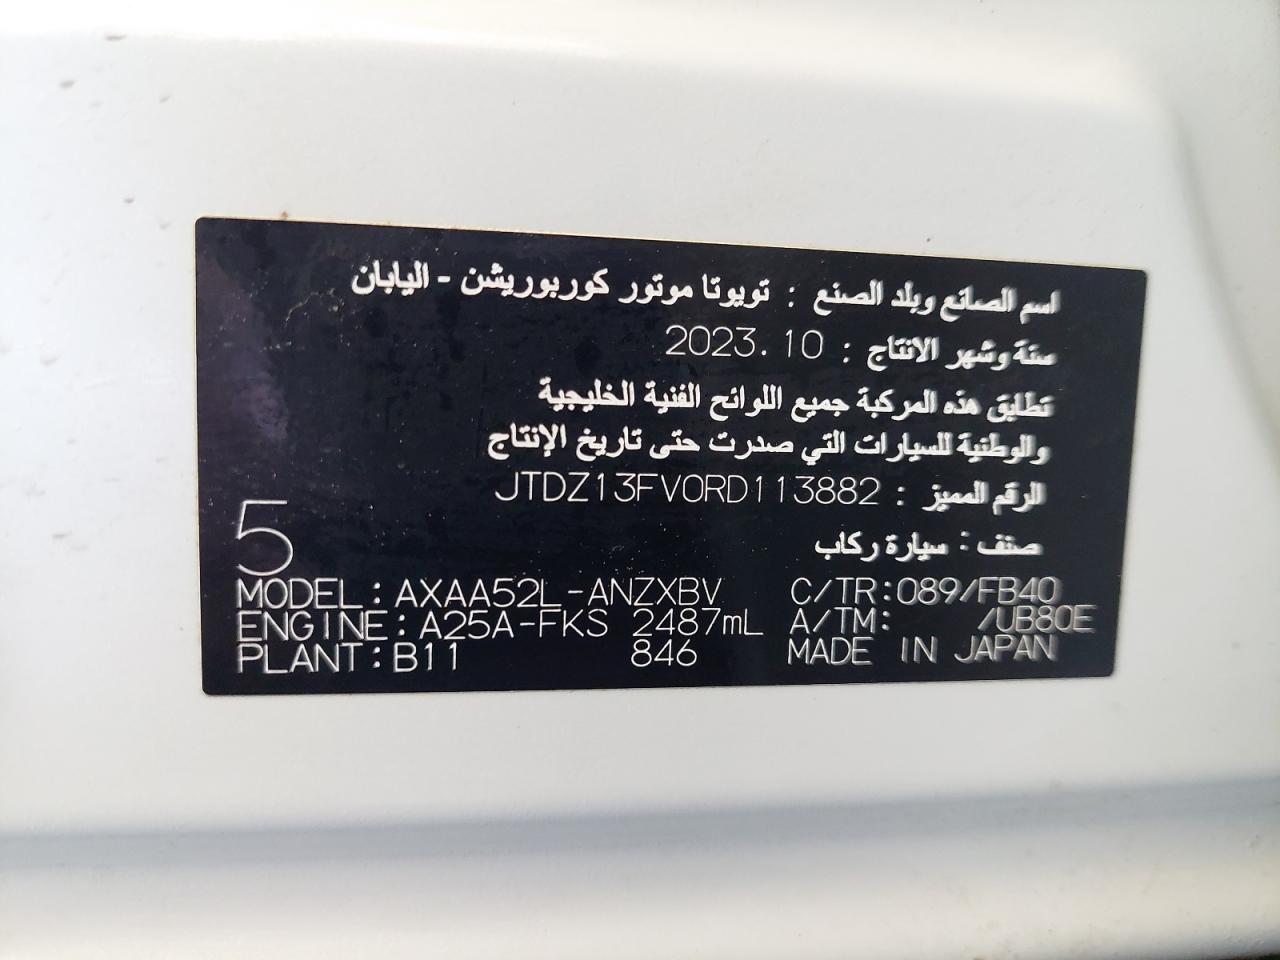 اسم الصانع وبلد الصنع : تويوتا موتور كوربوريشن - اليابان
سنة وشهر الانتاج : 2023.10
تطابق هذه المركبة جميع اللوائح الفنية الخليجية
والوطنية للسيارات التي صدرت حتى تاريخ الإنتاج
الرقم المميز : JTDZ13FV0RD113882
صنف : سيارة ركاب
5
MODEL : AXAA52L-ANZXBV C/TR:089/FB40
ENGINE: A25A-FKS 2487mL A/TM: /UB80E
PLANT: B11 846 MADE IN JAPAN